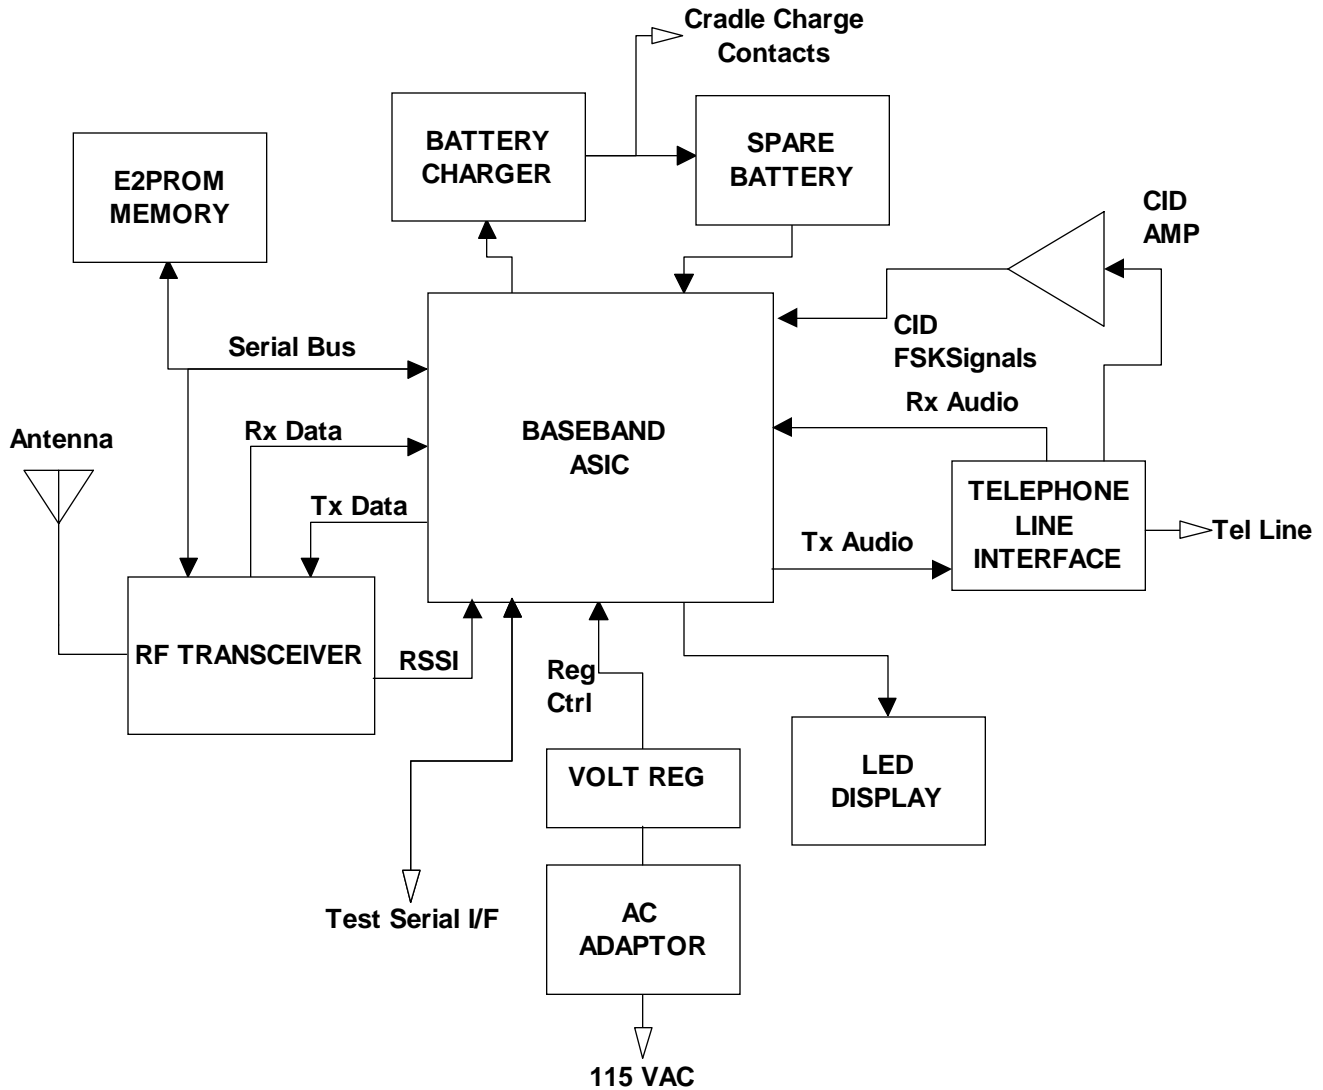 Cradle Charge
Contacts
BATTERY
CHARGER
SPARE
BATTERY
E2PROM
MEMORY
CID
AMP
CID
FSKSignals
Serial Bus
Rx Audio
Antenna
Rx Data
BASEBAND
ASIC
TELEPHONE
LINE
INTERFACE
Tel Line
Tx Data
Tx Audio
RF TRANSCEIVER
RSSI
Reg
Ctrl
VOLT REG
LED
DISPLAY
Test Serial I/F
AC
ADAPTOR
115 VAC